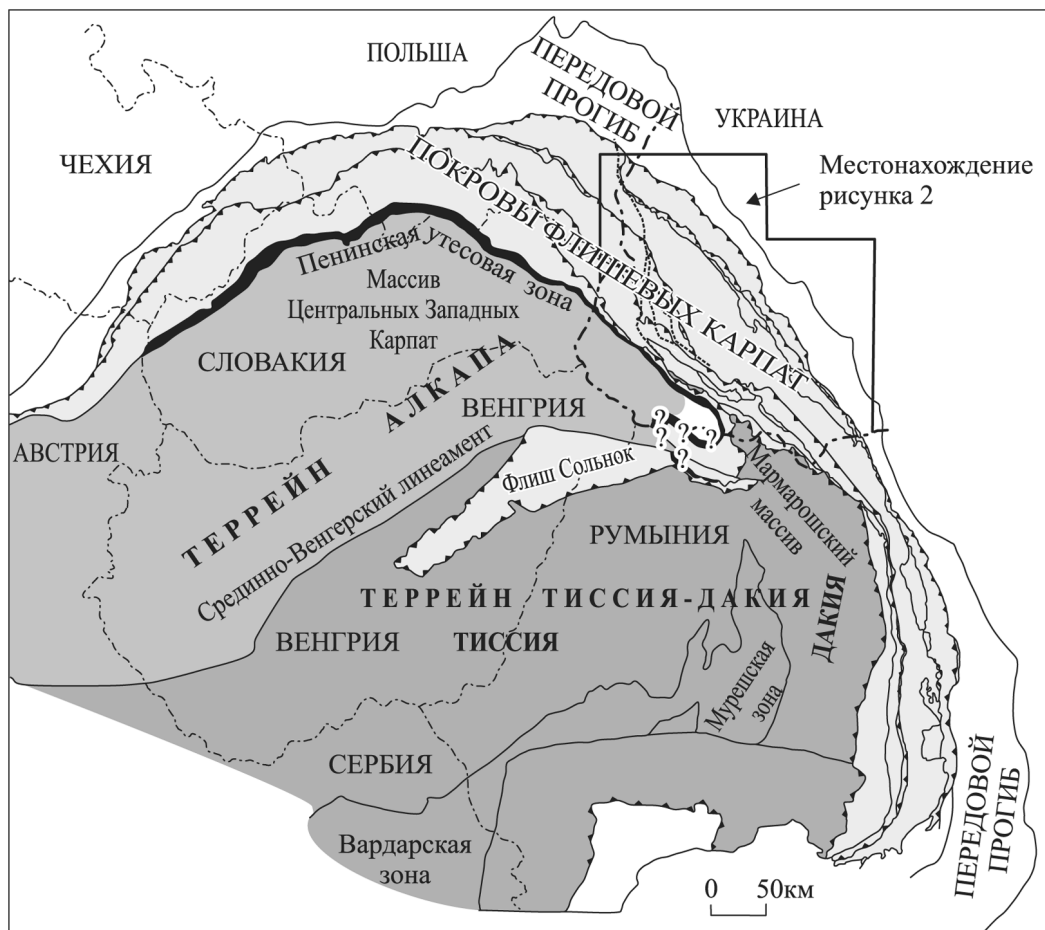 ПОЛЬША
ПЕРЕДОВОЙ
ПРОГИБ
УКРАИНА
ЧЕХИЯ
Местонахождение
рисунка 2
ПОКРОВЫ ФЛИШЕВЫХ КАРПАТ
Пенинская утесовая зона
Массив
Центральных Западных
Карпат
СЛОВАКИЯ
ТЕРРЕЙН АЛКАПА
ВЕНГРИЯ
АВСТРИЯ
? ? ? ? ?
Флиш Сольнок
Срединно-Венгерский линеамент
Мармарошский
массив
РУМЫНИЯ
ТЕРРЕЙН ТИССИЯ-ДАКИЯ
ДАКИЯ
ВЕНГРИЯ
ТИССИЯ
Мурешская
зона
СЕРБИЯ
ПЕРЕДОВОЙ
ПРОГИБ
Вардарская
зона
0 50км